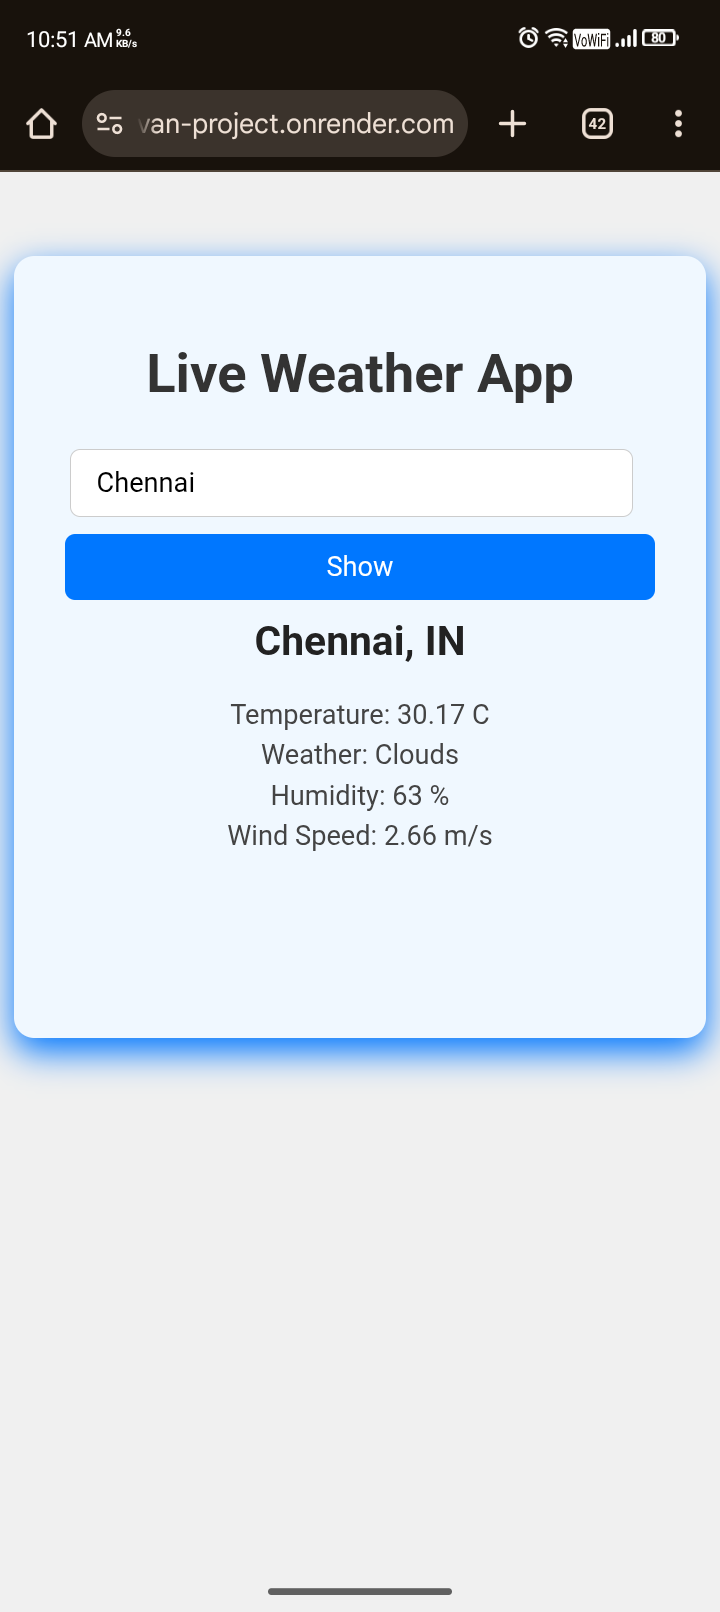 10:51 AM 9.6 KB/s VoWiFi 80
van-project.onrender.com 42
Live Weather App
Chennai
Show
Chennai, IN
Temperature: 30.17 C
Weather: Clouds
Humidity: 63 %
Wind Speed: 2.66 m/s